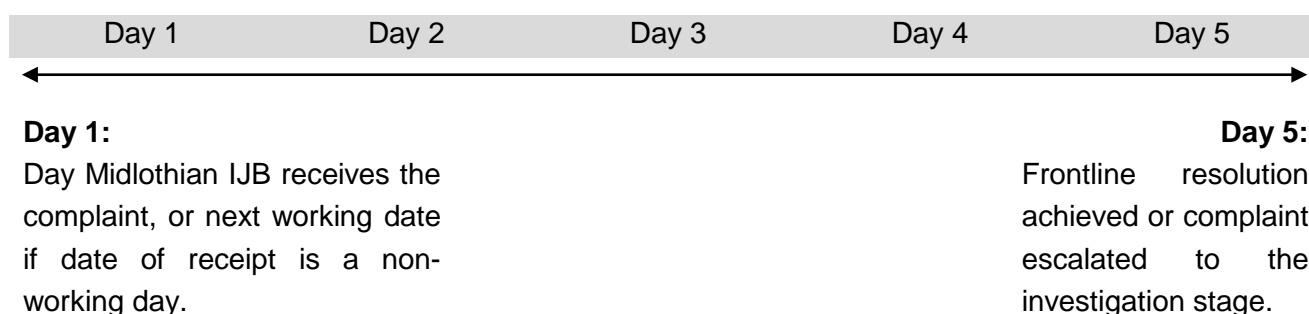 Day 1 Day 2 Day 3 Day 4 Day 5
Day 1:
Day Midlothian IJB receives the
complaint, or next working date
if date of receipt is a non-
working day.
Day 5:
Frontline resolution
achieved or complaint
escalated to the
investigation stage.